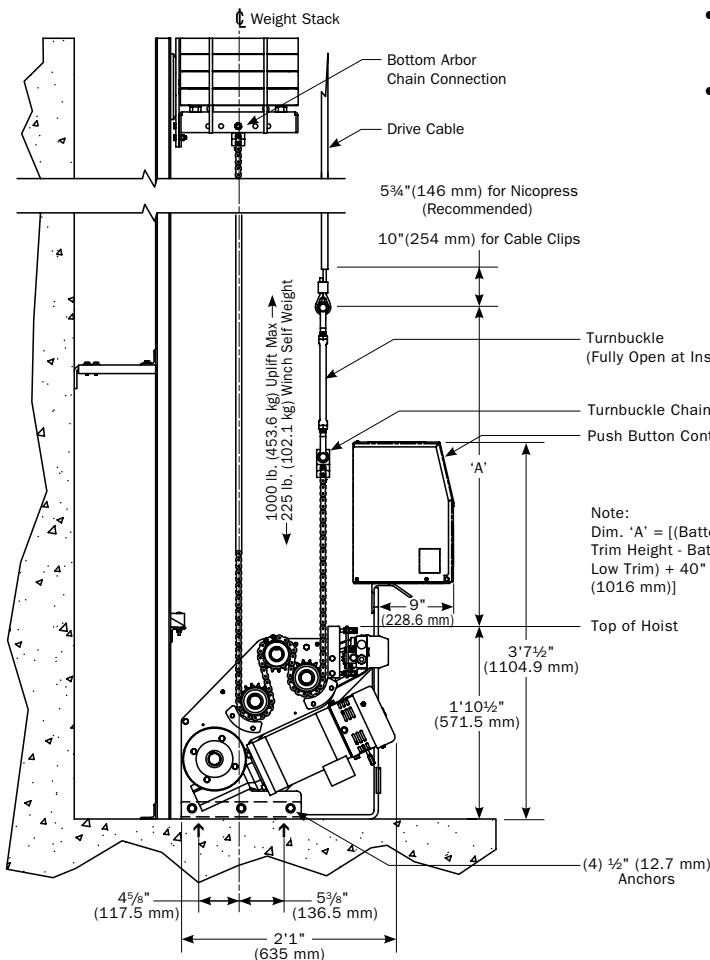 ℄ Weight Stack
Bottom Arbor
Chain Connection
Drive Cable
5¾"(146 mm) for Nicopress
(Recommended)
10"(254 mm) for Cable Clips
1000 lb. (453.6 kg) Uplift Max
225 lb. (102.1 kg) Winch Self Weight
Turnbuckle
(Fully Open at Ins
Turnbuckle Chain
Push Button Cont
'A'
Note:
Dim. 'A' = [(Batte
Trim Height - Bat
Low Trim) + 40"
(1016 mm)]
9"
(228.6 mm)
Top of Hoist
3'7½"
(1104.9 mm)
1'10½"
(571.5 mm)
(4) ½" (12.7 mm)
Anchors
4⅝"
(117.5 mm)
5⅜"
(136.5 mm)
2'1"
(635 mm)